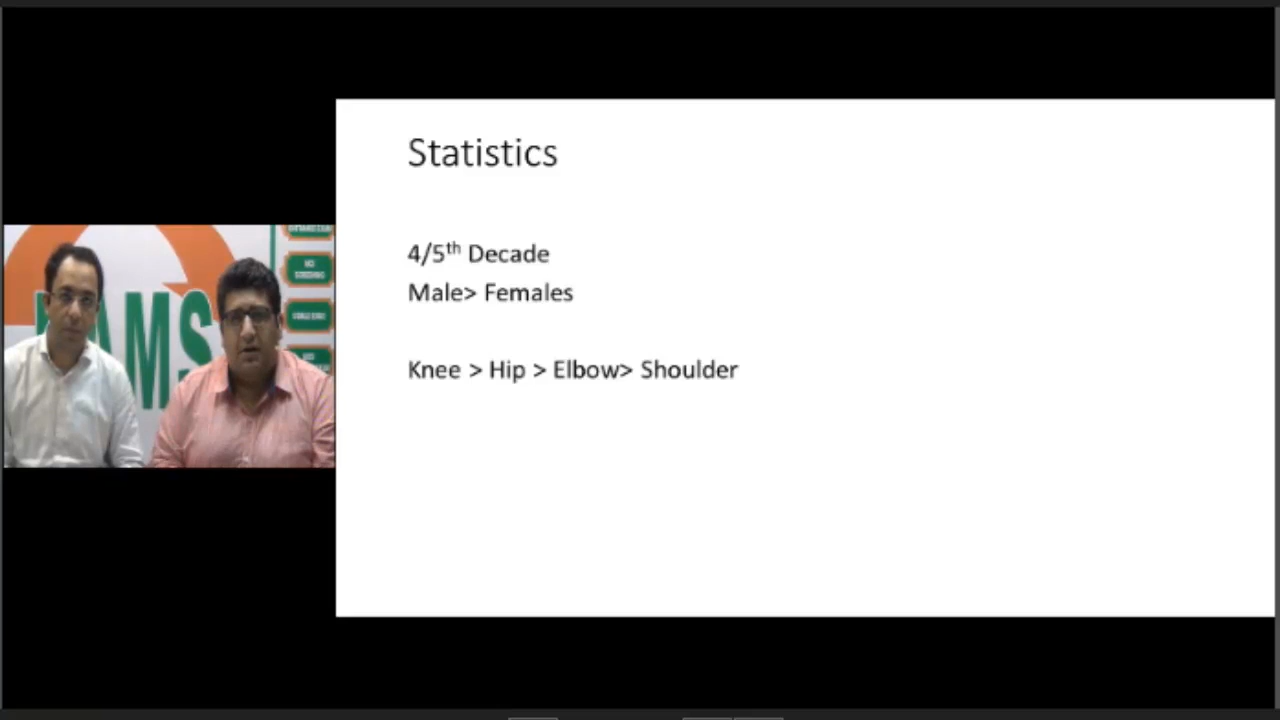 Statistics
4/5th Decade
Male> Females
Knee > Hip > Elbow> Shoulder